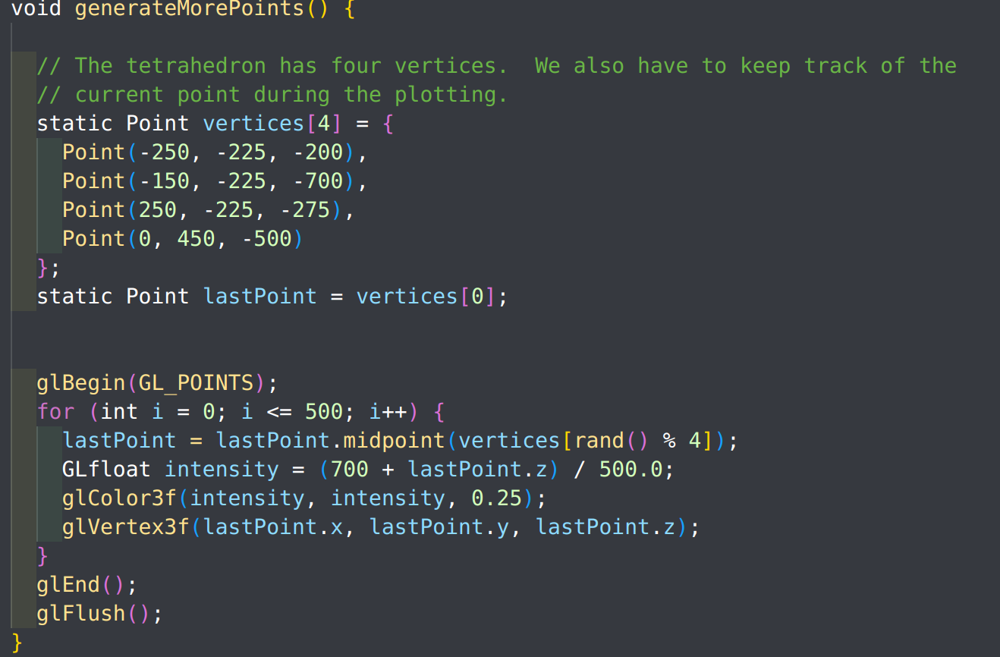 void generateMorePoints() {
// The tetrahedron has four vertices.  We also have to keep track of the
// current point during the plotting.
static Point vertices[4] = {
Point(-250, -225, -200),
Point(-150, -225, -700),
Point(250, -225, -275),
Point(0, 450, -500)
};
static Point lastPoint = vertices[0];
glBegin(GL_POINTS);
for (int i = 0; i <= 500; i++) {
lastPoint = lastPoint.midpoint(vertices[rand() % 4]);
GLfloat intensity = (700 + lastPoint.z) / 500.0;
glColor3f(intensity, intensity, 0.25);
glVertex3f(lastPoint.x, lastPoint.y, lastPoint.z);
}
glEnd();
glFlush();
}